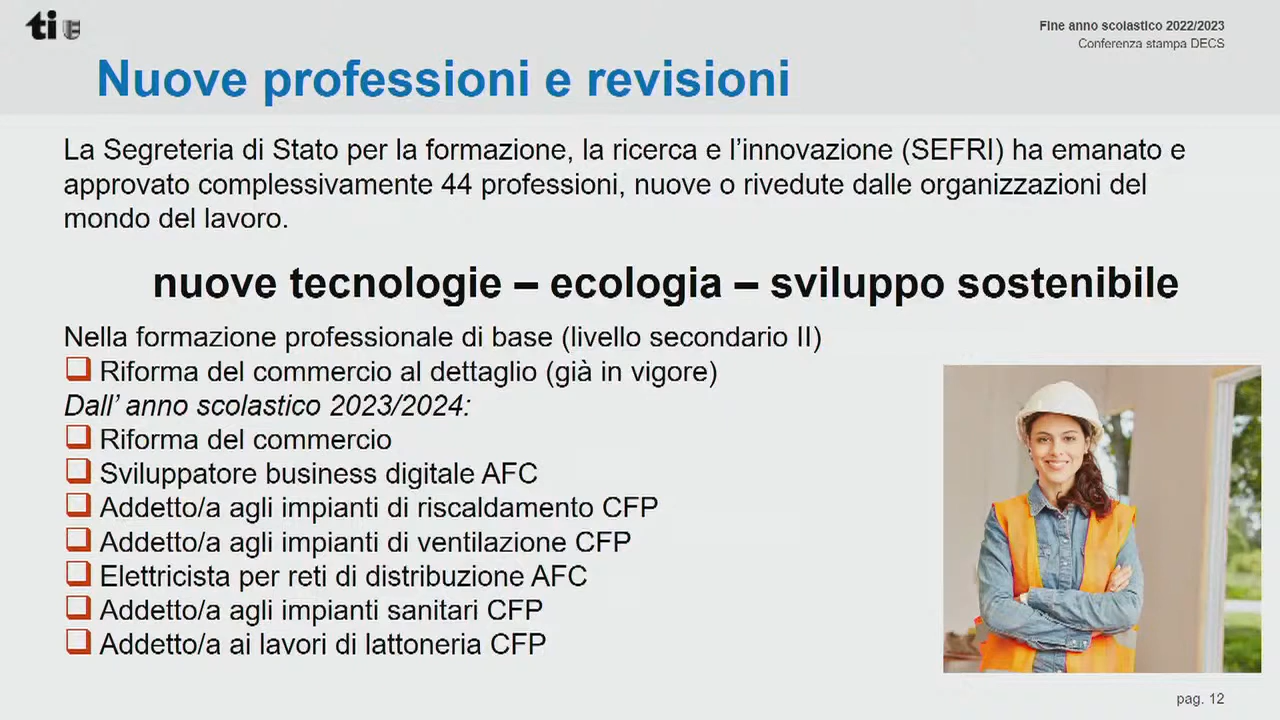 ti
Fine anno scolastico 2022/2023
Conferenza stampa DECS
Nuove professioni e revisioni
La Segreteria di Stato per la formazione, la ricerca e l’innovazione (SEFRI) ha emanato e
approvato complessivamente 44 professioni, nuove o rivedute dalle organizzazioni del
mondo del lavoro.
nuove tecnologie – ecologia – sviluppo sostenibile
Nella formazione professionale di base (livello secondario II)
Riforma del commercio al dettaglio (già in vigore)
Dall’ anno scolastico 2023/2024:
Riforma del commercio
Sviluppatore business digitale AFC
Addetto/a agli impianti di riscaldamento CFP
Addetto/a agli impianti di ventilazione CFP
Elettricista per reti di distribuzione AFC
Addetto/a agli impianti sanitari CFP
Addetto/a ai lavori di lattoneria CFP
pag. 12